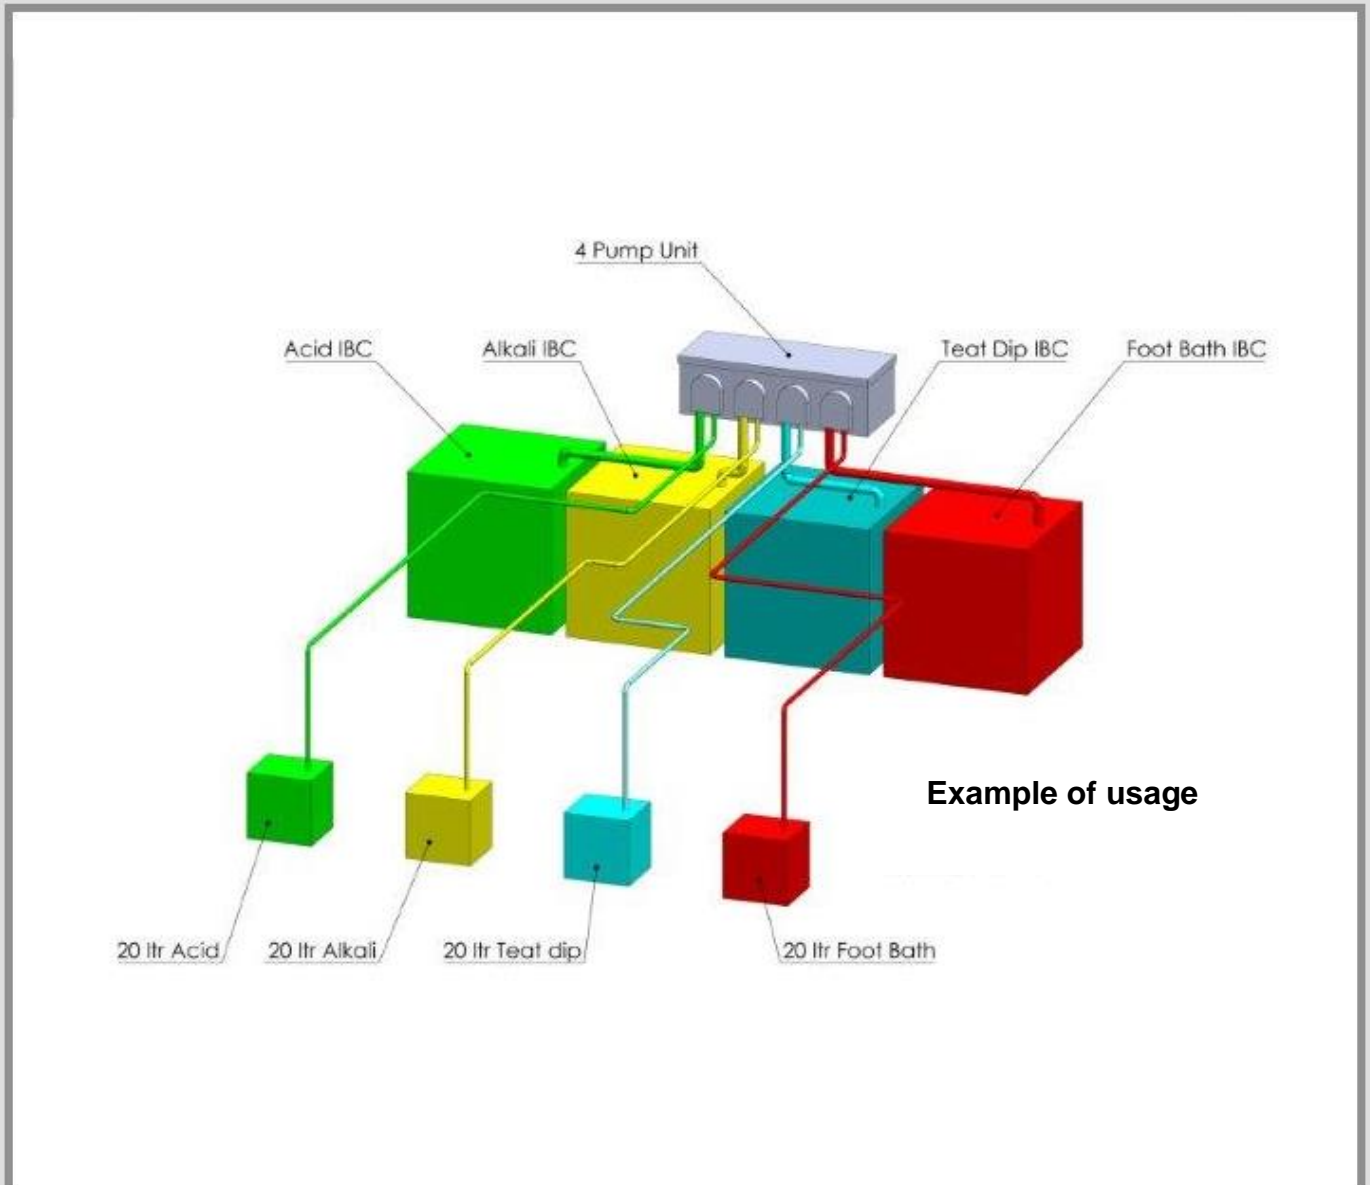 4 Pump Unit
Acid IBC
Alkali IBC
Teat Dip IBC
Foot Bath IBC
Example of usage
20 ltr Acid
20 ltr Alkali
20 ltr Teat dip
20 ltr Foot Bath